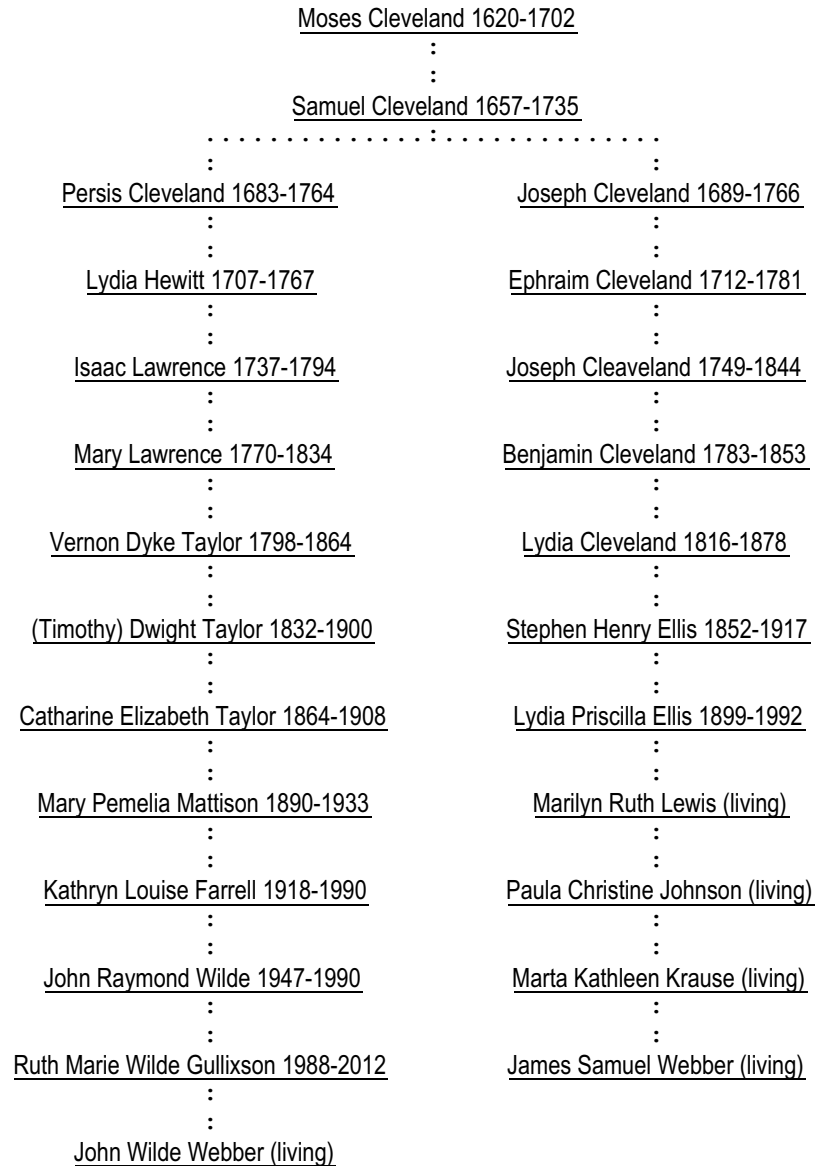 Moses Cleveland 1620-1702
Samuel Cleveland 1657-1735
Persis Cleveland 1683-1764 Joseph Cleveland 1689-1766
Lydia Hewitt 1707-1767 Ephraim Cleveland 1712-1781
Isaac Lawrence 1737-1794 Joseph Cleaveland 1749-1844
Mary Lawrence 1770-1834 Benjamin Cleveland 1783-1853
Vernon Dyke Taylor 1798-1864 Lydia Cleveland 1816-1878
(Timothy) Dwight Taylor 1832-1900 Stephen Henry Ellis 1852-1917
Catharine Elizabeth Taylor 1864-1908 Lydia Priscilla Ellis 1899-1992
Mary Pemelia Mattison 1890-1933 Marilyn Ruth Lewis (living)
Kathryn Louise Farrell 1918-1990 Paula Christine Johnson (living)
John Raymond Wilde 1947-1990 Marta Kathleen Krause (living)
Ruth Marie Wilde Gullixson 1988-2012 James Samuel Webber (living)
John Wilde Webber (living)